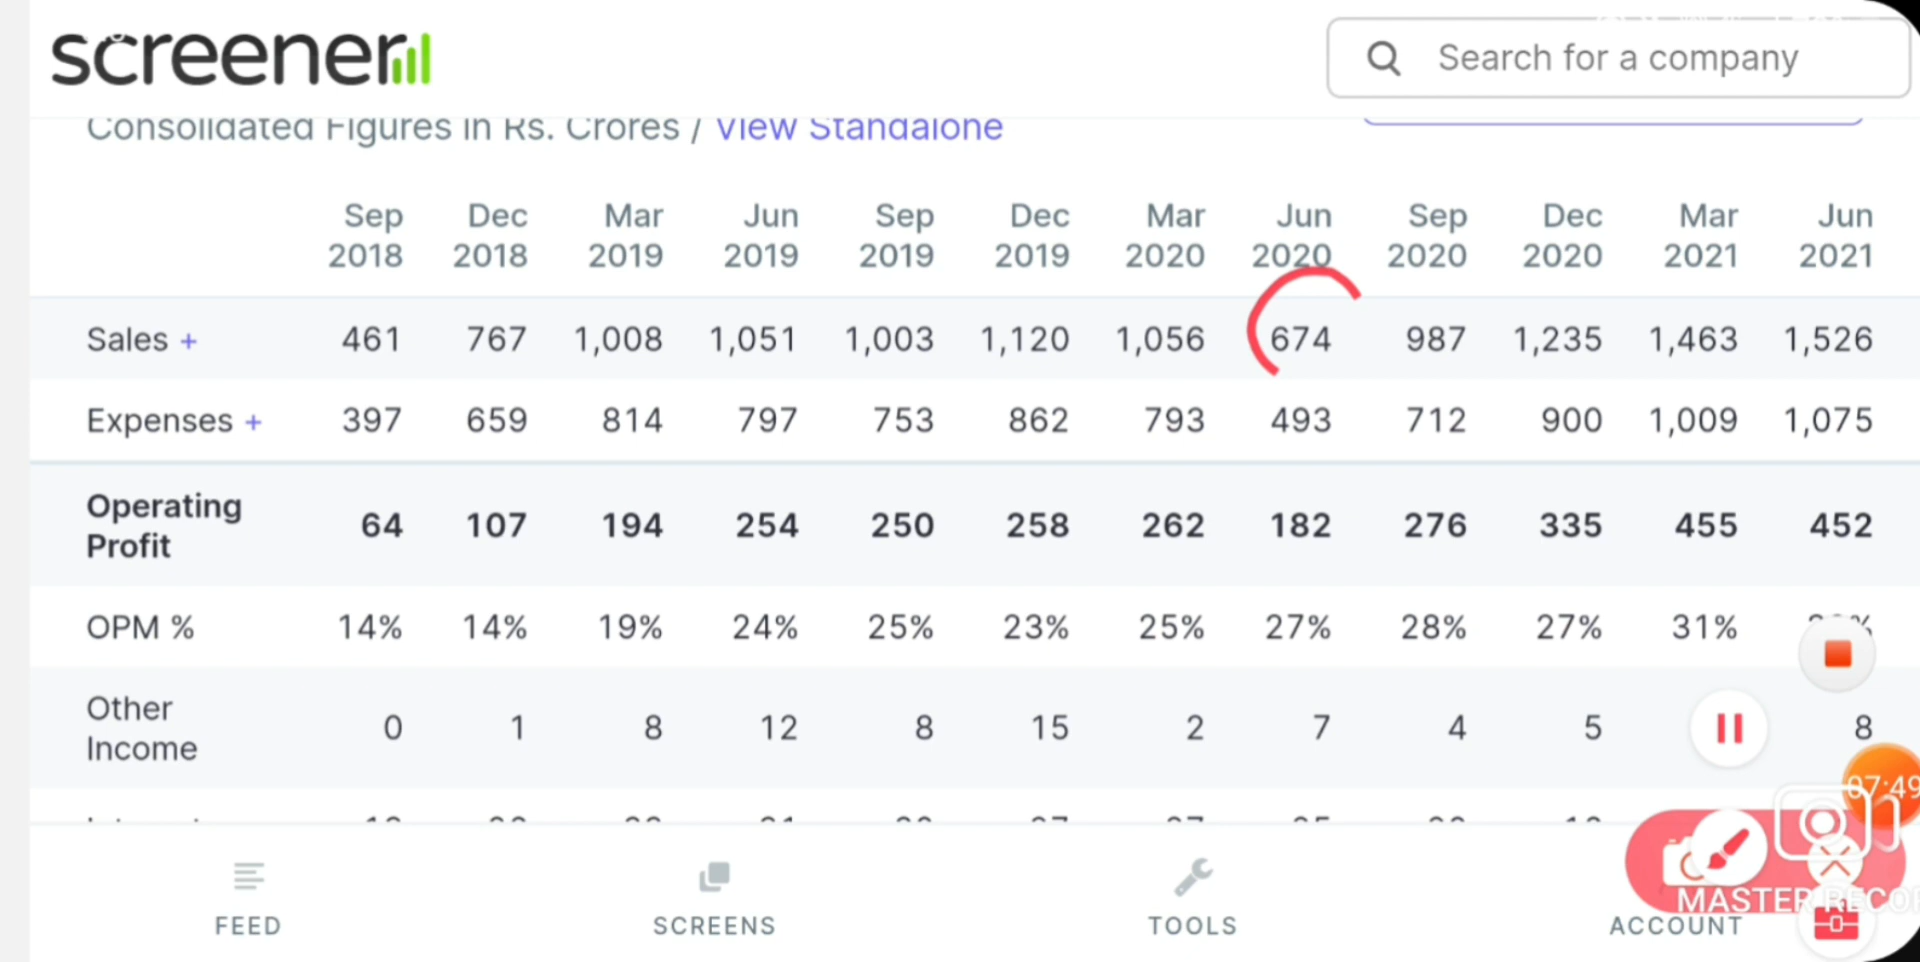 screener
Search for a company
Consolidated Figures in Rs. Crores / View Standalone
Sep 2018 Dec 2018 Mar 2019 Jun 2019 Sep 2019 Dec 2019 Mar 2020 Jun 2020 Sep 2020 Dec 2020 Mar 2021 Jun 2021
Sales + 461 767 1,008 1,051 1,003 1,120 1,056 674 987 1,235 1,463 1,526
Expenses + 397 659 814 797 753 862 793 493 712 900 1,009 1,075
Operating Profit 64 107 194 254 250 258 262 182 276 335 455 452
OPM % 14% 14% 19% 24% 25% 23% 25% 27% 28% 27% 31%
Other Income 0 1 8 12 8 15 2 7 4 5 8
07:49
MASTER RECOR
FEED SCREENS TOOLS ACCOUNT